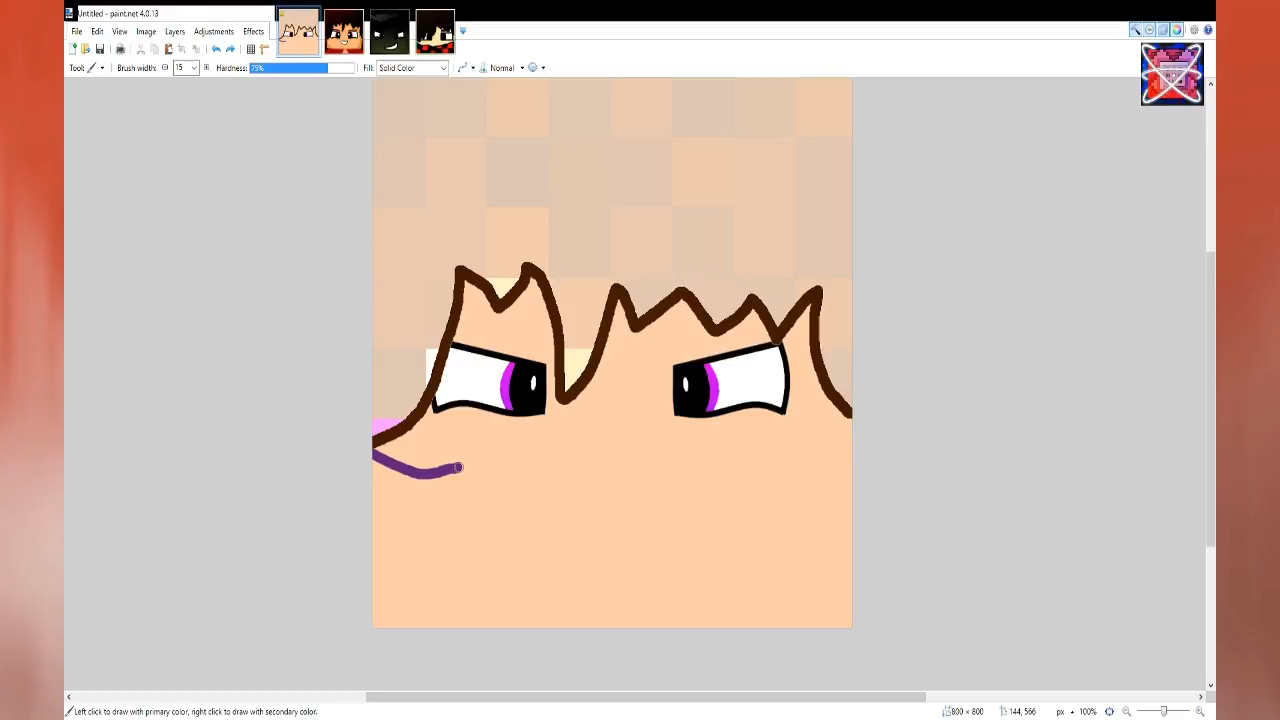 Untitled - paint.net 4.0.13
File Edit View Image Layers Adjustments Effects
Tool: Brush width: 15 Hardness: 75% Fill: Solid Color Normal
Left click to draw with primary color, right click to draw with secondary color. 800 × 800 144, 566 px 100%